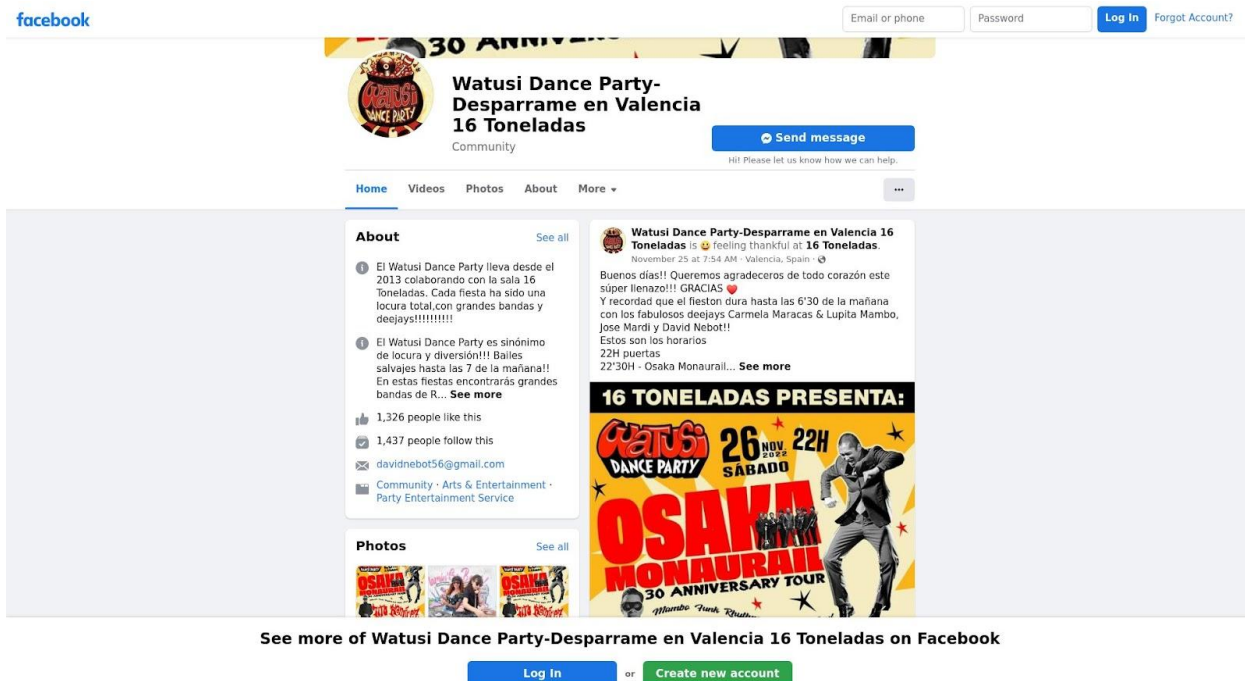 facebook
Email or phone
Password
Log In
Forgot Account?
30 ANNIVE
WATUSI
DANCE PARTY
Watusi Dance Party-
Desparrame en Valencia
16 Toneladas
Community
Send message
Hi! Please let us know how we can help.
Home
Videos
Photos
About
More
About
See all
El Watusi Dance Party lleva desde el
2013 colaborando con la sala 16
Toneladas. Cada fiesta ha sido una
locura total,con grandes bandas y
deejays!!!!!!!!!!
El Watusi Dance Party es sinónimo
de locura y diversión!!! Bailes
salvajes hasta las 7 de la mañana!!
En estas fiestas encontrarás grandes
bandas de R... See more
1,326 people like this
1,437 people follow this
davidnebot56@gmail.com
Community · Arts & Entertainment ·
Party Entertainment Service
Photos
See all
OSAKA
MONAURAIL
OSAKA
MONAURAIL
Watusi Dance Party-Desparrame en Valencia 16
Toneladas is 😃 feeling thankful at 16 Toneladas.
November 25 at 7:54 AM · Valencia, Spain ·
Buenos días!! Queremos agradeceros de todo corazón este
súper llenazo!!! GRACIAS ❤️
Y recordad que el fieston dura hasta las 6'30 de la mañana
con los fabulosos deejays Carmela Maracas & Lupita Mambo,
Jose Mardi y David Nebot!!
Estos son los horarios
22H puertas
22'30H - Osaka Monaurail... See more
16 TONELADAS PRESENTA:
WATUSI
DANCE PARTY
26 NOV. 2022 22H
SÁBADO
OSAKA
MONAURAIL
30 ANNIVERSARY TOUR
Mambo Funk
See more of Watusi Dance Party-Desparrame en Valencia 16 Toneladas on Facebook
Log In
or
Create new account